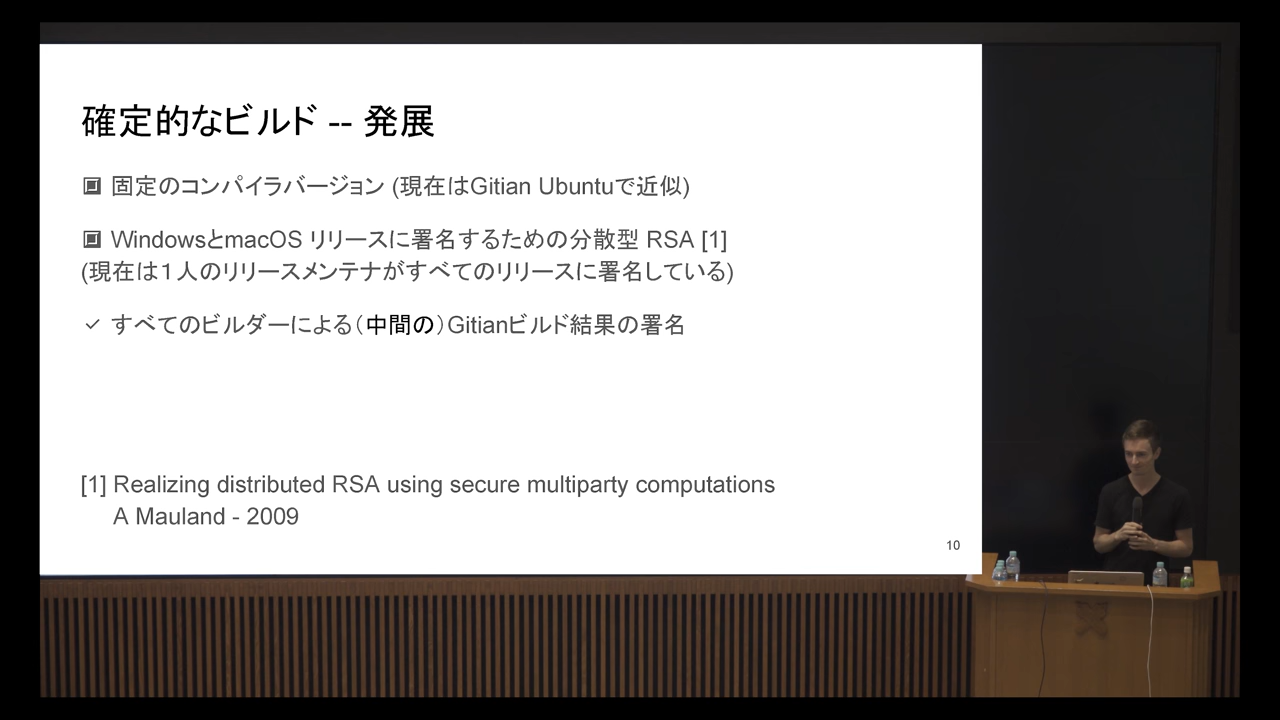 確定的なビルド -- 発展
固定のコンパイラバージョン (現在はGitian Ubuntuで近似)
WindowsとmacOS リリースに署名するための分散型 RSA [1]
(現在は１人のリリースメンテナがすべてのリリースに署名している)
✓ すべてのビルダーによる（中間の）Gitianビルド結果の署名
[1] Realizing distributed RSA using secure multiparty computations
A Mauland - 2009
10